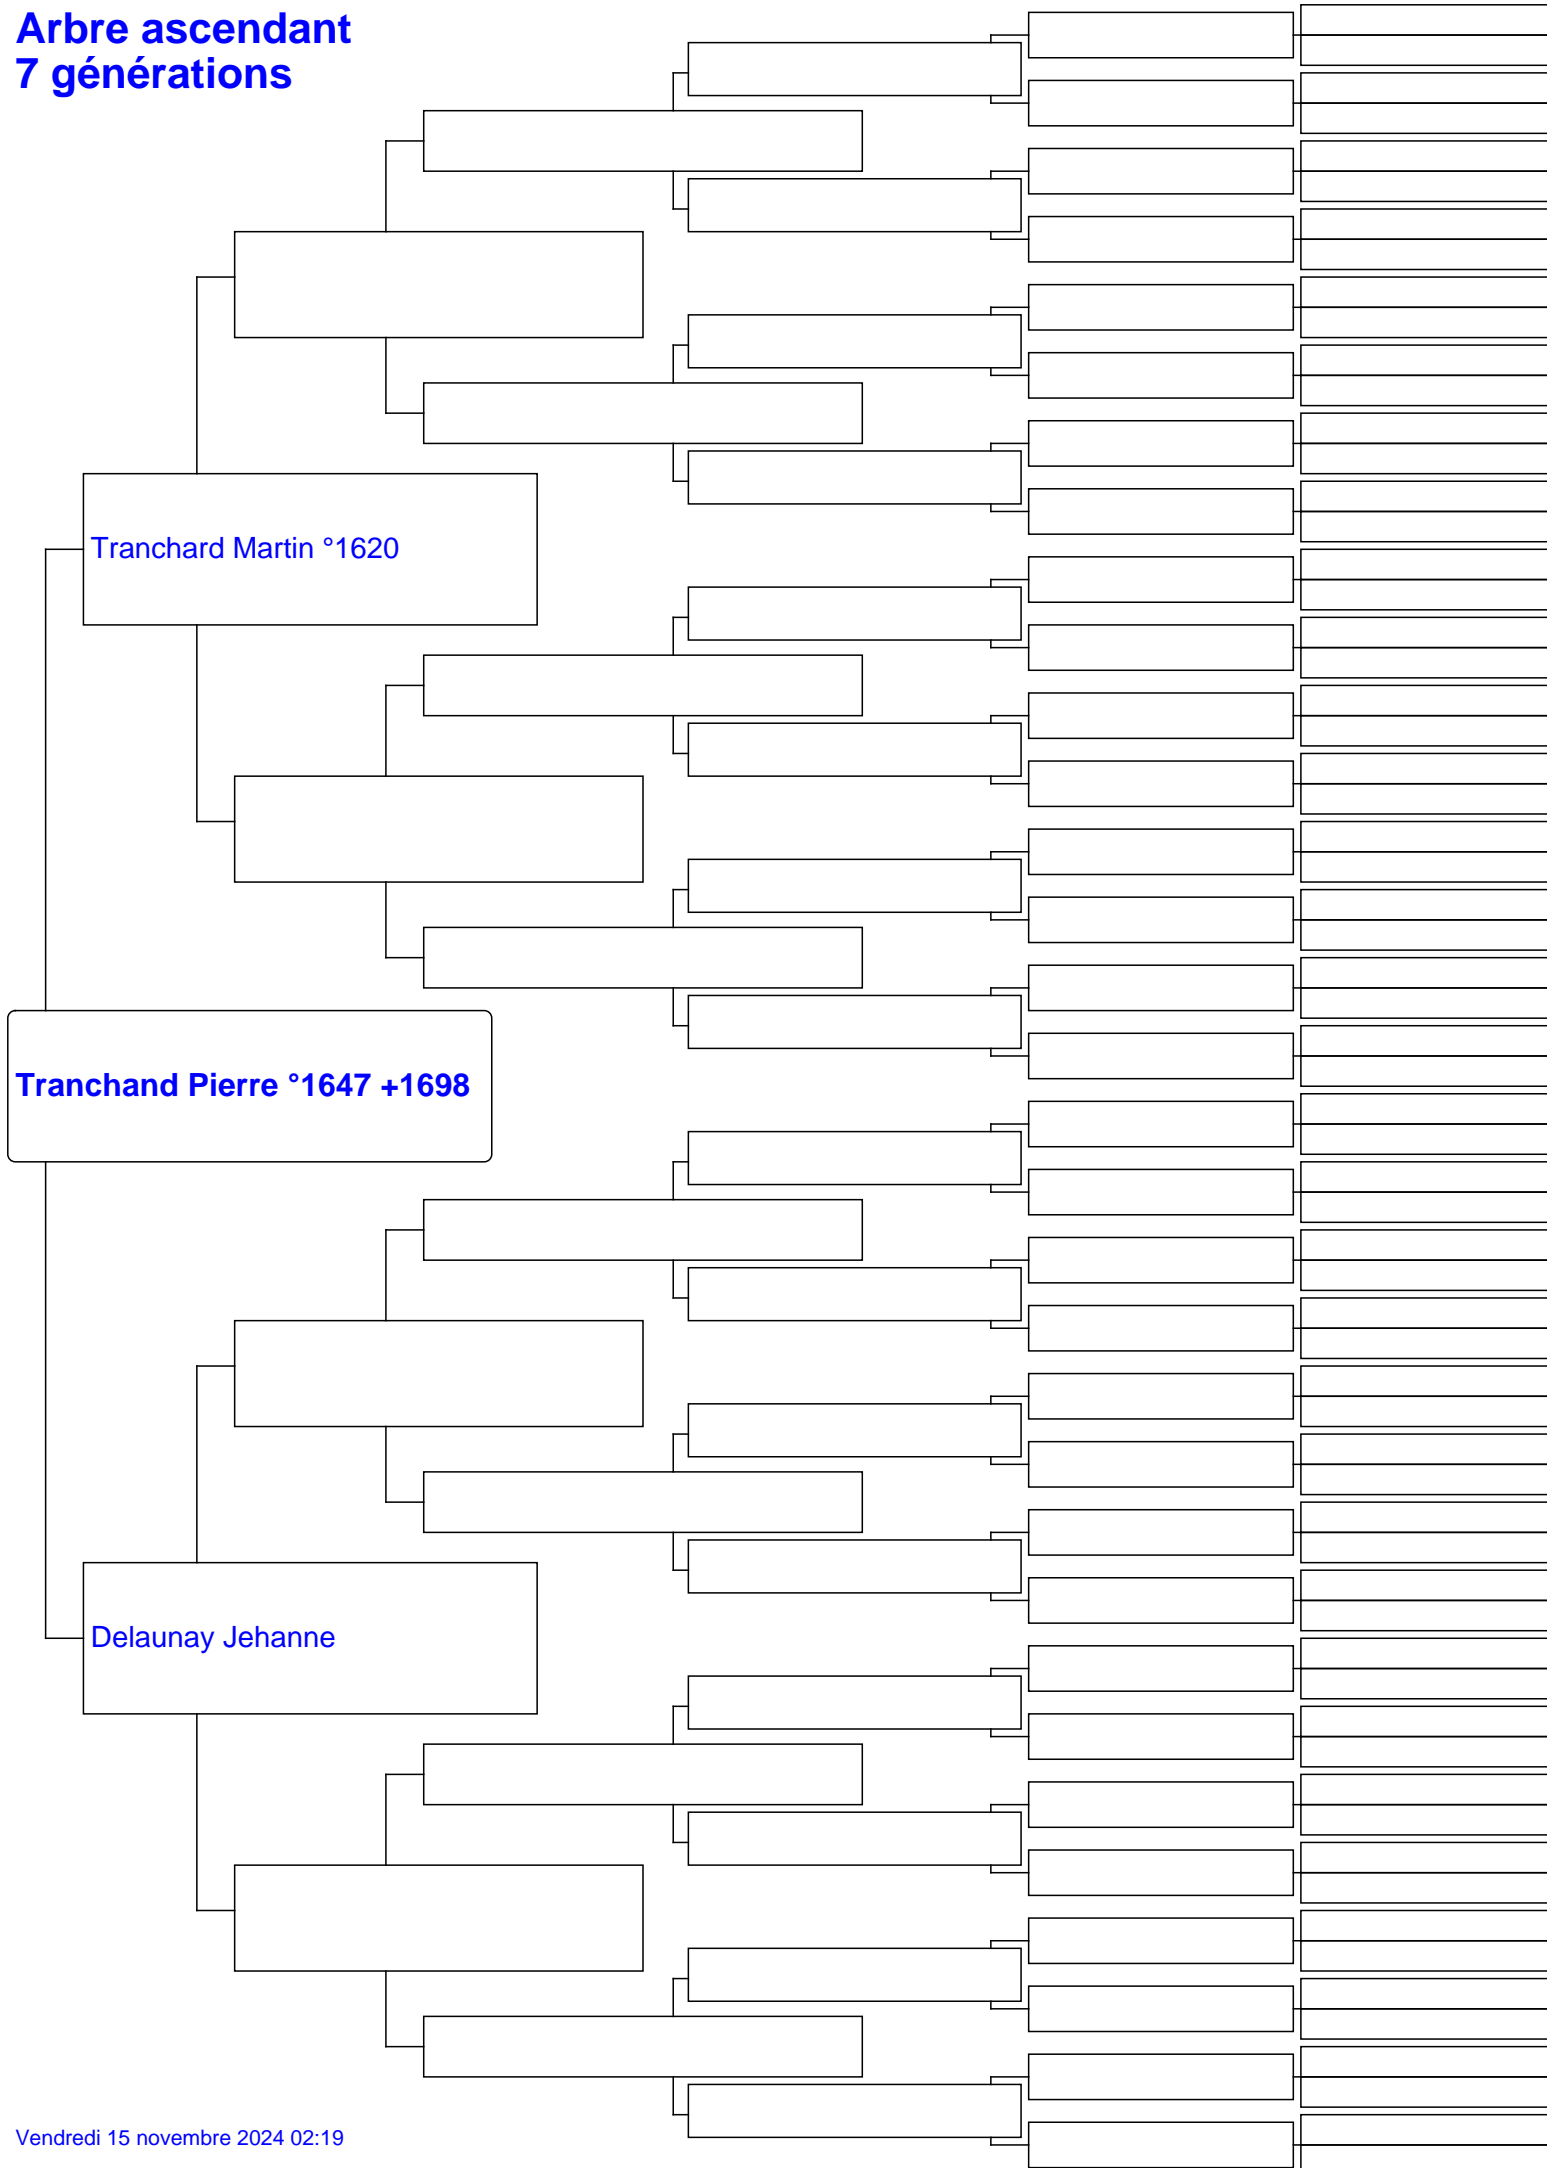 Arbre ascendant
7 générations
Tranchard Martin °1620
Tranchand Pierre °1647 +1698
Delaunay Jehanne
Vendredi 15 novembre 2024 02:19